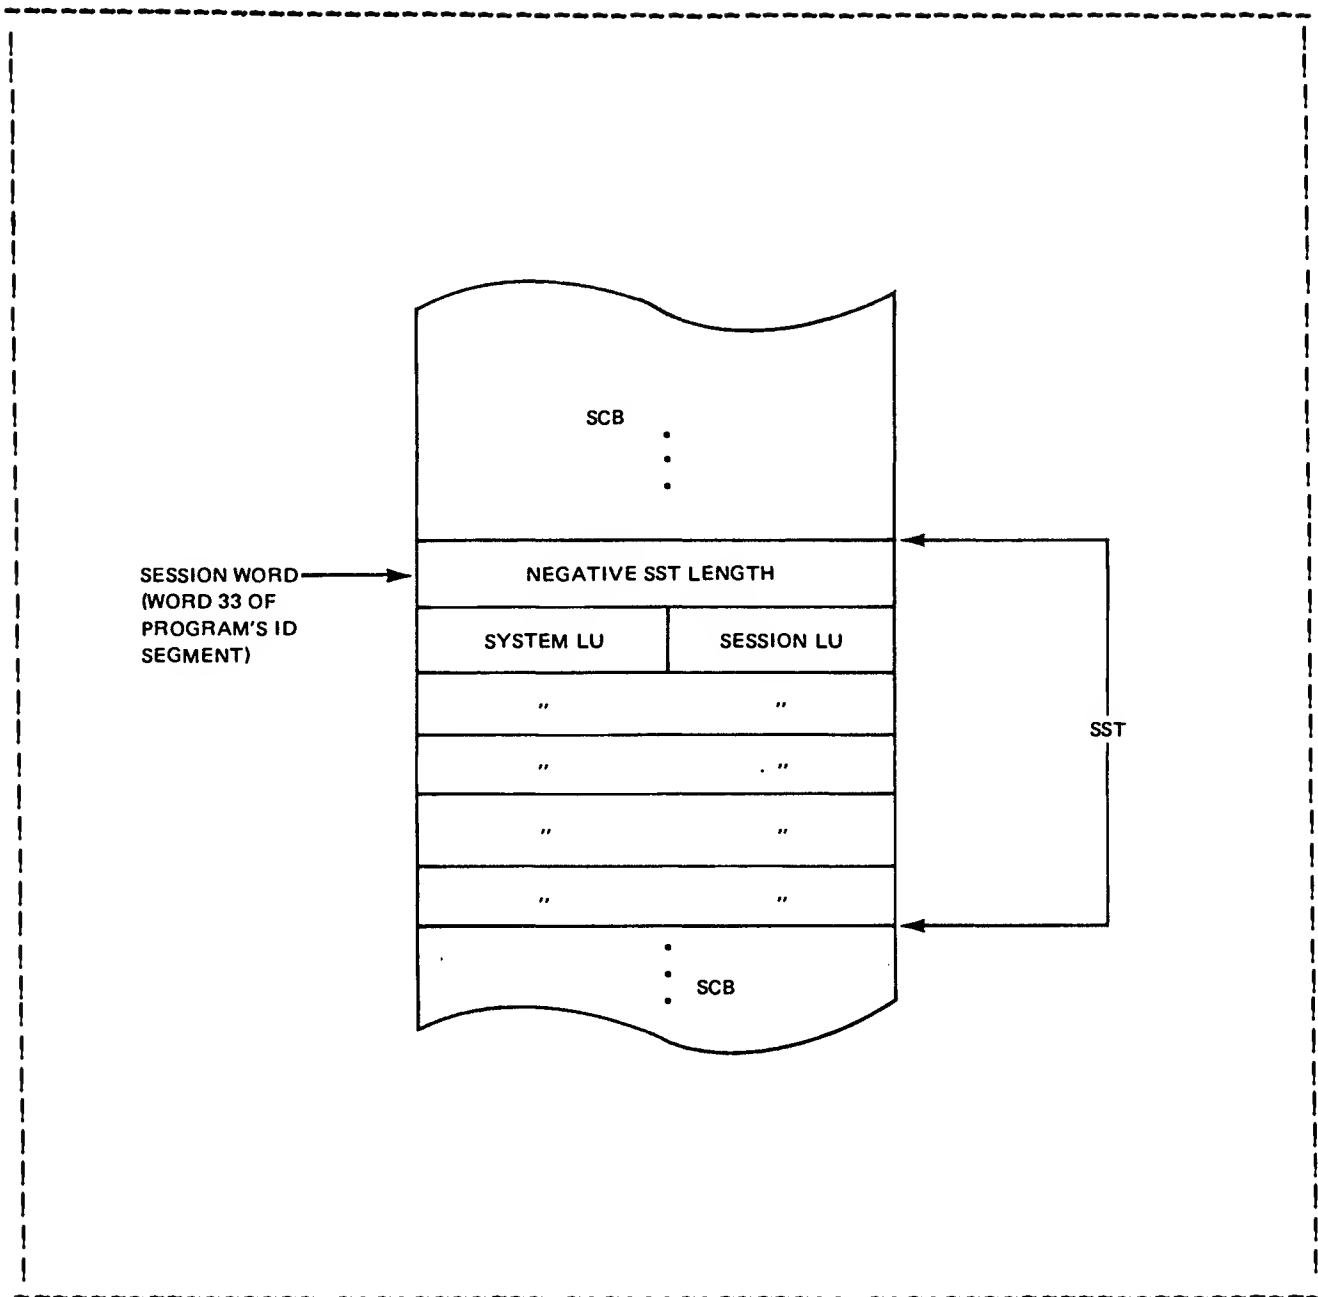 SCB
NEGATIVE SST LENGTH
SESSION WORD
(WORD 33 OF
PROGRAM'S ID
SEGMENT)
SYSTEM LU SESSION LU
" "
" "
SST
" "
" "
SCB